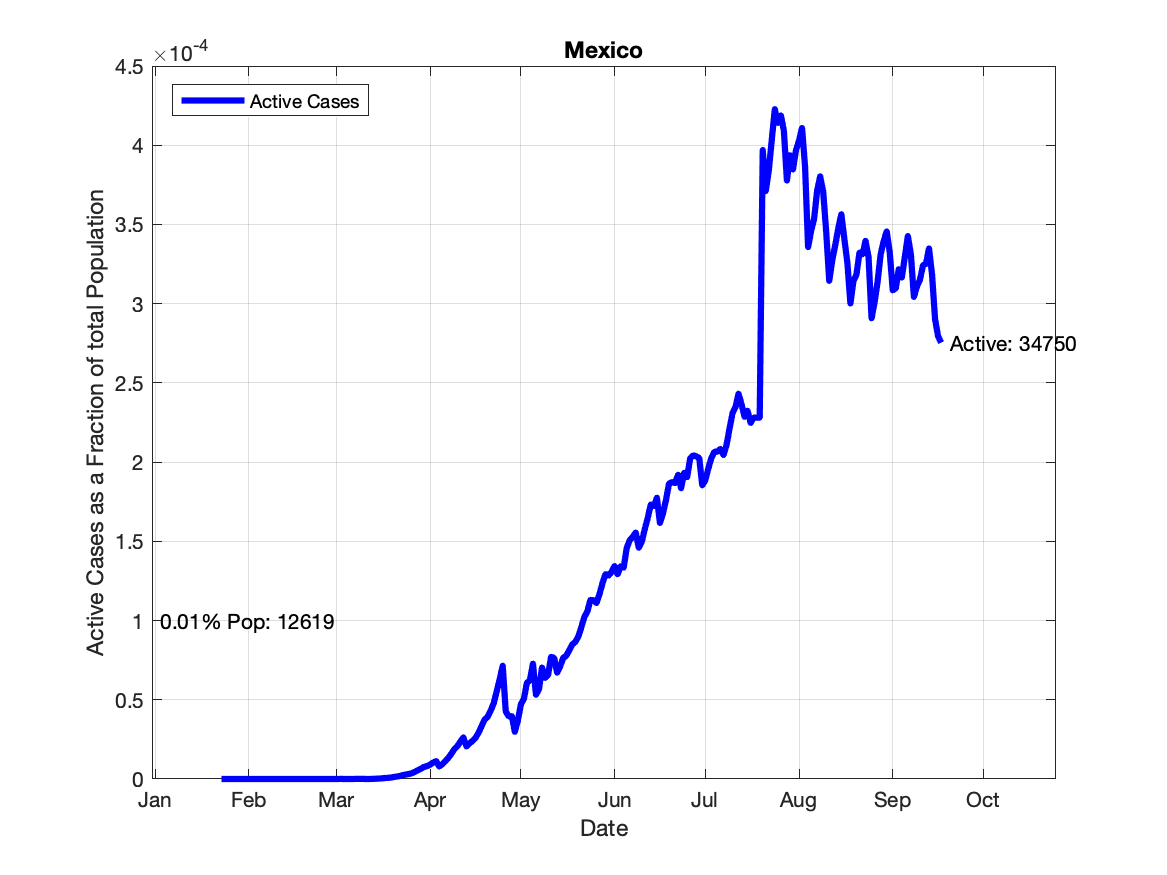 Mexico
×10-4
4.5
4
3.5
3
2.5
2
1.5
1
0.5
0
Active Cases as a Fraction of total Population
Active Cases
0.01% Pop: 12619
Active: 34750
Jan Feb Mar Apr May Jun Jul Aug Sep Oct
Date